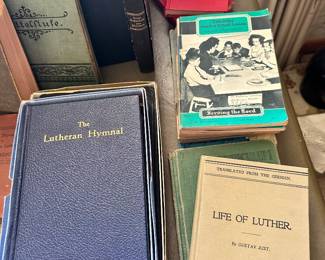 The
Lutheran Hymnal
Serving the Lord
TRANSLATED FROM THE GERMAN.
LIFE OF LUTHER.
By GUSTAV JUST.